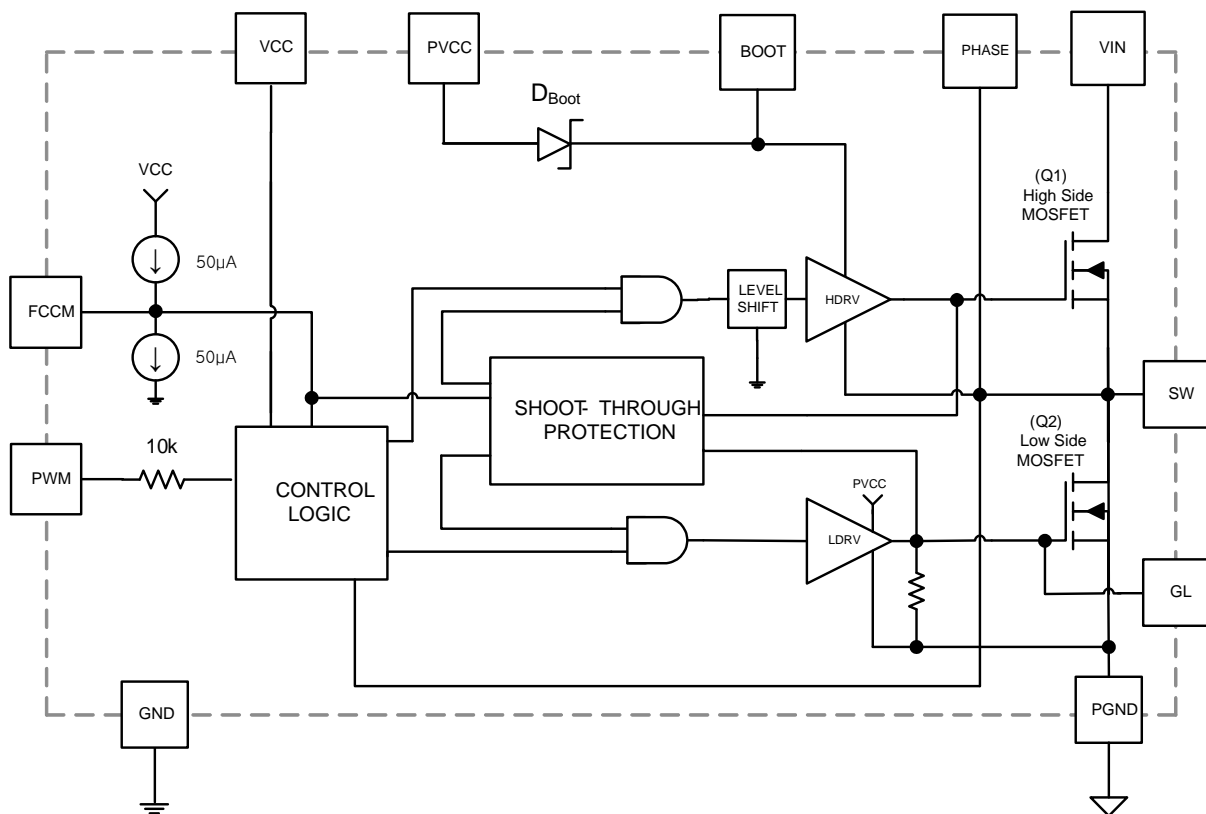 VCC
PVCC
BOOT
PHASE
VIN
DBoot
VCC
(Q1)
High Side
MOSFET
50µA
FCCM
LEVEL
SHIFT
HDRV
50µA
SW
SHOOT- THROUGH
PROTECTION
(Q2)
Low Side
MOSFET
10k
PWM
CONTROL
LOGIC
PVCC
LDRV
GL
GND
PGND